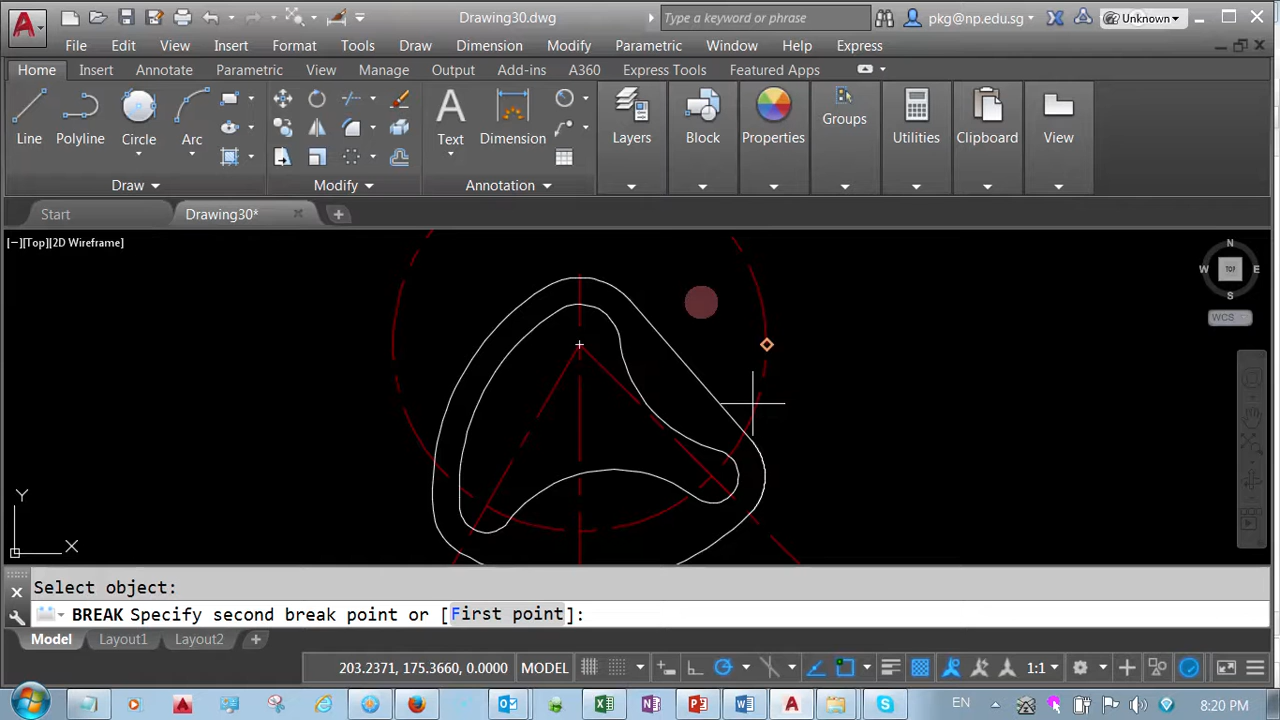 Drawing30.dwg
Type a keyword or phrase
pkg@np.edu.sg
Unknown
File Edit View Insert Format Tools Draw Dimension Modify Parametric Window Help Express
Home Insert Annotate Parametric View Manage Output Add-ins A360 Express Tools Featured Apps
Line Polyline Circle Arc Text Dimension Layers Block Properties Groups Utilities Clipboard View
Draw Modify Annotation
Start Drawing30*
[−][Top][2D Wireframe]
N
W TOP E
S
WCS
Y
X
Select object:
BREAK Specify second break point or [First point]:
Model Layout1 Layout2
203.2371, 175.3660, 0.0000 MODEL 1:1
EN 8:20 PM